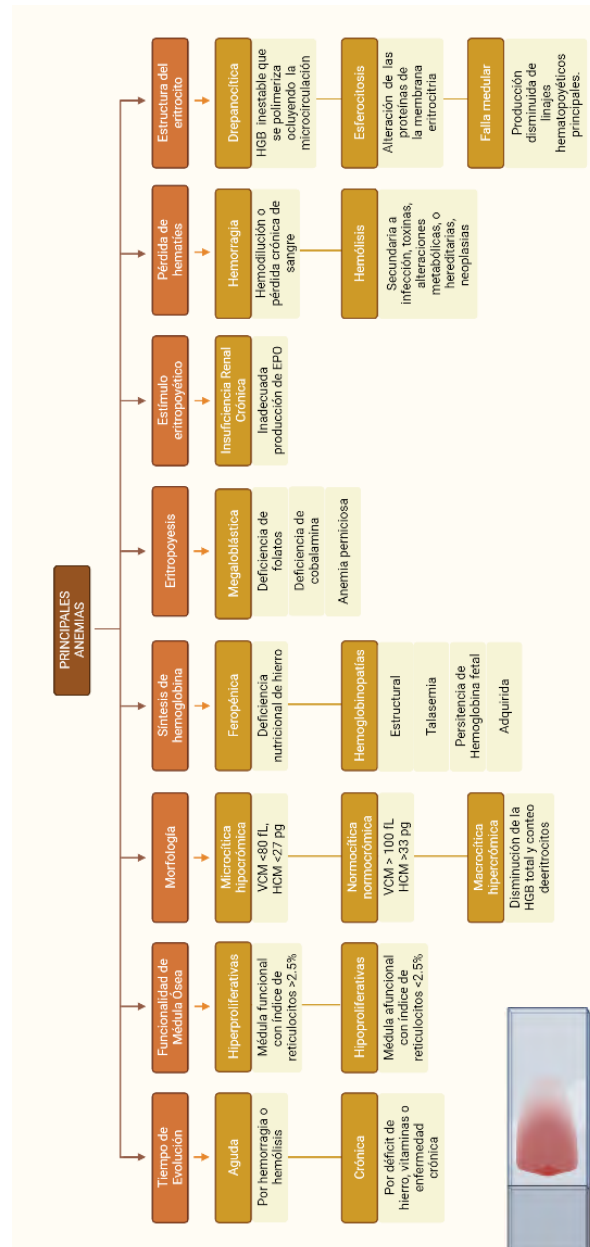 PRINCIPALES
ANEMIAS
Tiempo de
Evolución
Aguda
Por hemorragia o
hemólisis
Crónica
Por déficit de
hierro, vitaminas o
enfermedad
crónica
Funcionalidad de
Médula Ósea
Hiperproliferativas
Médula funcional
con índice de
reticulocitos >2.5%
Hipoproliferativas
Médula afuncional
con índice de
reticulocitos <2.5%
Morfología
Microcítica
hipocrómica
VCM <80 fL,
HCM <27 pg
Normocítica
normocrómica
VCM > 100 fL
HCM >33 pg
Macrocítica
hipercrómica
Disminución de la
HGB total y conteo
deeritrocitos
Síntesis de
hemoglobina
Feropénica
Deficiencia
nutricional de hierro
Hemoglobinopatías
Estructural
Talasemia
Persitencia de
Hemoglobina fetal
Adquirida
Eritropoyesis
Megaloblástica
Deficiencia de
folatos
Deficiencia de
cobalamina
Anemia perniciosa
Estímulo
eritropoyético
Insuficiencia Renal
Crónica
Inadecuada
producción de EPO
Pérdida de
hematíes
Hemorragia
Hemodilución o
pérdida crónica de
sangre
Hemólisis
Secundaria a
infección, toxinas,
alteraciones
metabólicas, o
hereditarias,
neoplasias
Estructura del
eritrocito
Drepanocítica
HGB inestable que
se polimeriza
ocluyendo la
microcirculación
Esferocitosis
Alteración de las
proteínas de
la membrana
eritrocitria
Falla medular
Producción
disminuida de
linajes
hematopoyéticos
principales.